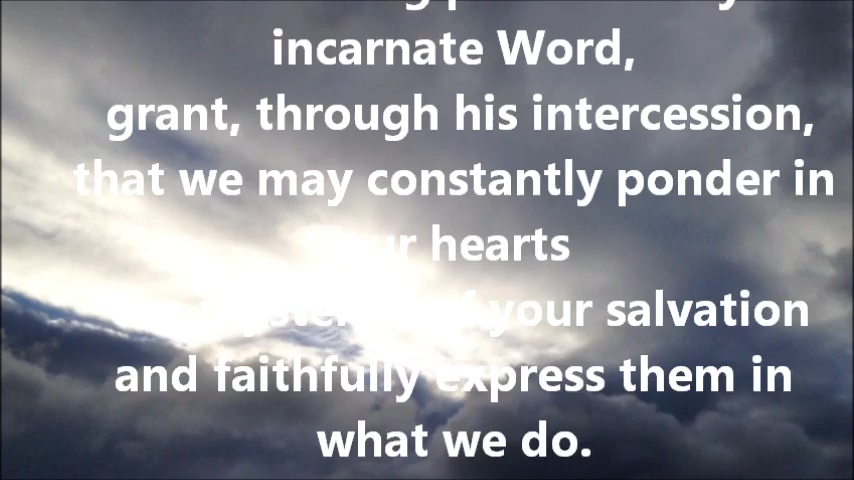 incarnate Word,
grant, through his intercession,
that we may constantly ponder in
our hearts
of your salvation
and faithfully express them in
what we do.